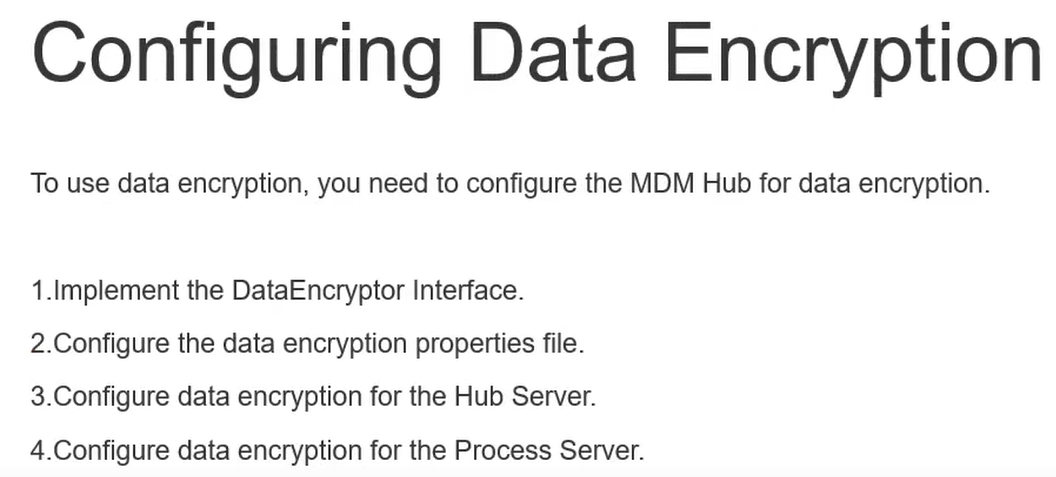 Configuring Data Encryption
To use data encryption, you need to configure the MDM Hub for data encryption.
1.Implement the DataEncryptor Interface.
2.Configure the data encryption properties file.
3.Configure data encryption for the Hub Server.
4.Configure data encryption for the Process Server.